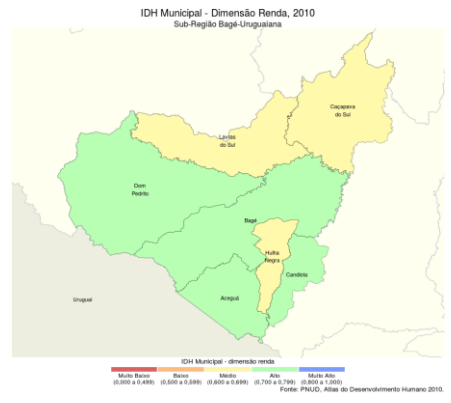 IDH Municipal - Dimensão Renda, 2010
Sub-Região Bagé-Uruguaiana
Caçapava
do Sul
Lavras
do Sul
Dom
Pedrito
Bagé
Hulha
Negra
Candiota
Aceguá
Uruguai
IDH Municipal - dimensão renda
Muito Baixo Baixo Médio Alto Muito Alto
(0,000 a 0,499) (0,500 a 0,599) (0,600 a 0,699) (0,700 a 0,799) (0,800 a 1,000)
Fonte: PNUD, Atlas do Desenvolvimento Humano 2010.